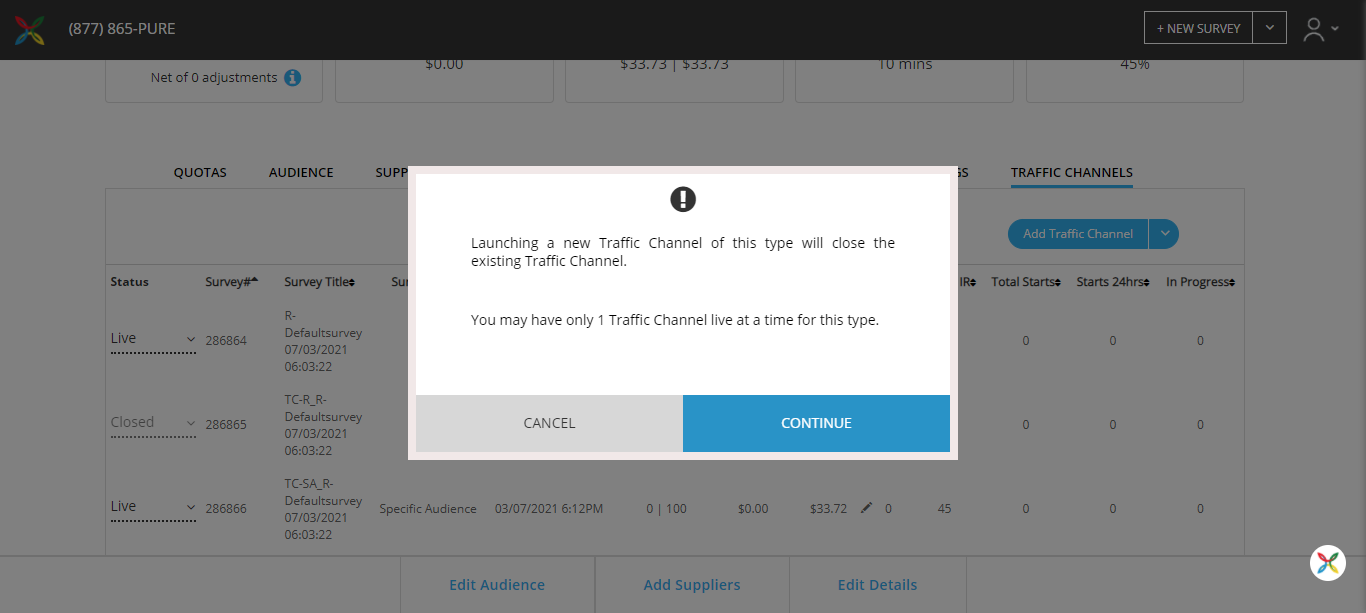 (877) 865-PURE
+ NEW SURVEY
Net of 0 adjustments
$0.00
$33.73 | $33.73
10 mins
45%
QUOTAS AUDIENCE SUPP GS TRAFFIC CHANNELS
Launching a new Traffic Channel of this type will close the
existing Traffic Channel.
You may have only 1 Traffic Channel live at a time for this type.
CANCEL CONTINUE
Add Traffic Channel
Status Survey# Survey Title Sur IR Total Starts Starts 24hrs In Progress
Live 286864
R-
Defaultsurvey
07/03/2021
06:03:22
0 0 0
Closed 286865
TC-R_R-
Defaultsurvey
07/03/2021
06:03:22
0 0 0
Live 286866
TC-SA_R-
Defaultsurvey
07/03/2021
06:03:22
Specific Audience 03/07/2021 6:12PM 0 | 100 $0.00 $33.72 0 45 0 0 0
Edit Audience Add Suppliers Edit Details